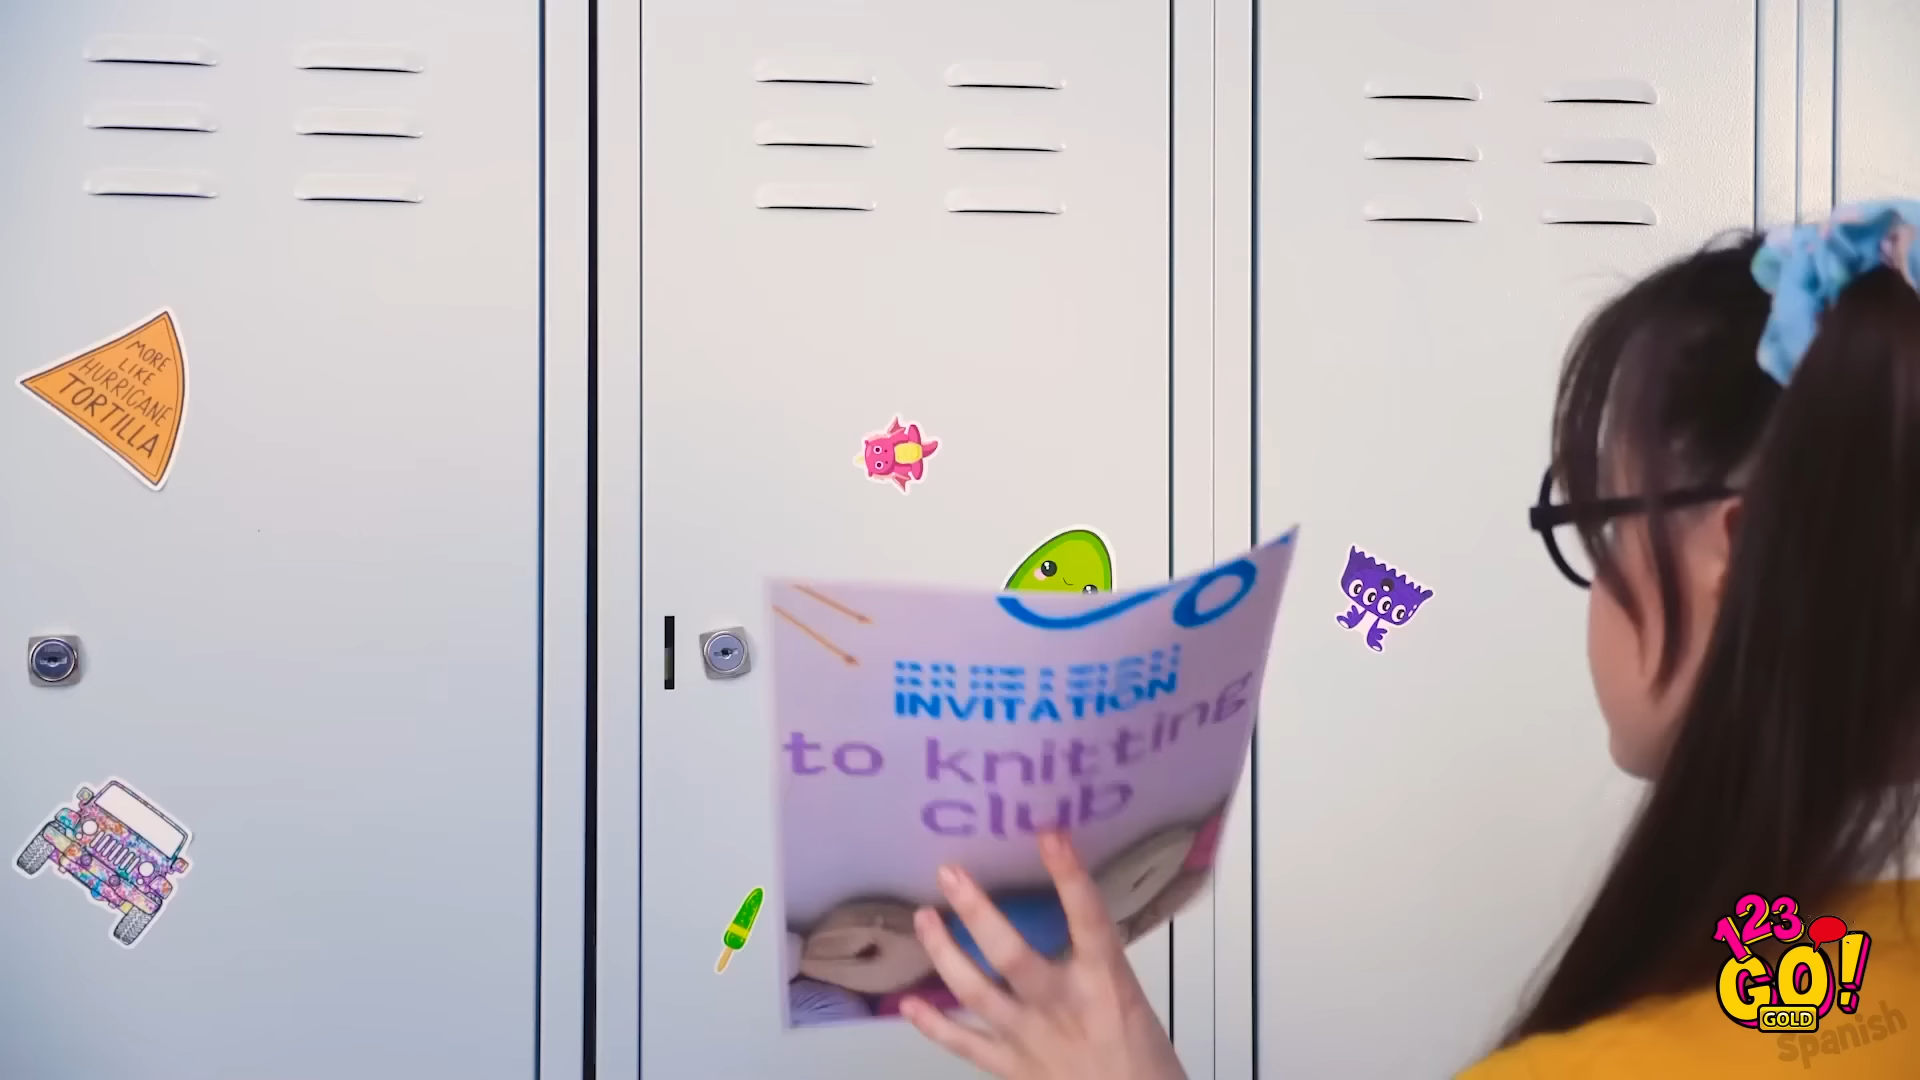 MORE
LIKE
HURRICANE
TORTILLA
INVITATION
to knitting
club
123
GO!
GOLD
Spanish